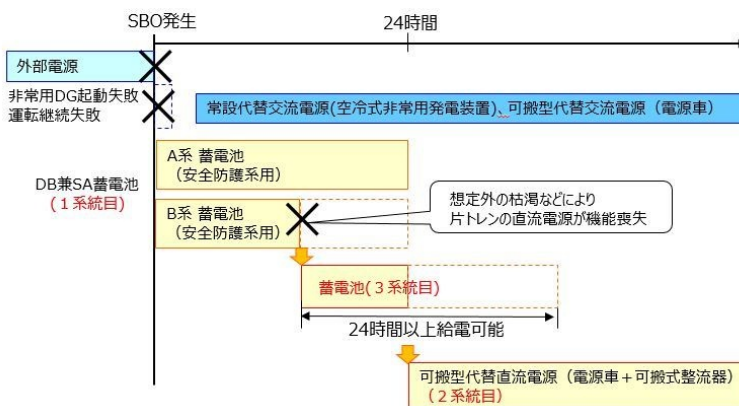 SBO発生
24時間
外部電源
非常用DG起動失敗
運転継続失敗
常設代替交流電源(空冷式非常用発電装置)、可搬型代替交流電源（電源車）
A系 蓄電池
（安全防護系用）
DB兼SA蓄電池
(１系統目)
B系 蓄電池
（安全防護系用）
想定外の枯渇などにより
片トレンの直流電源が機能喪失
蓄電池(３系統目)
24時間以上給電可能
可搬型代替直流電源（電源車＋可搬式整流器）
（２系統目）